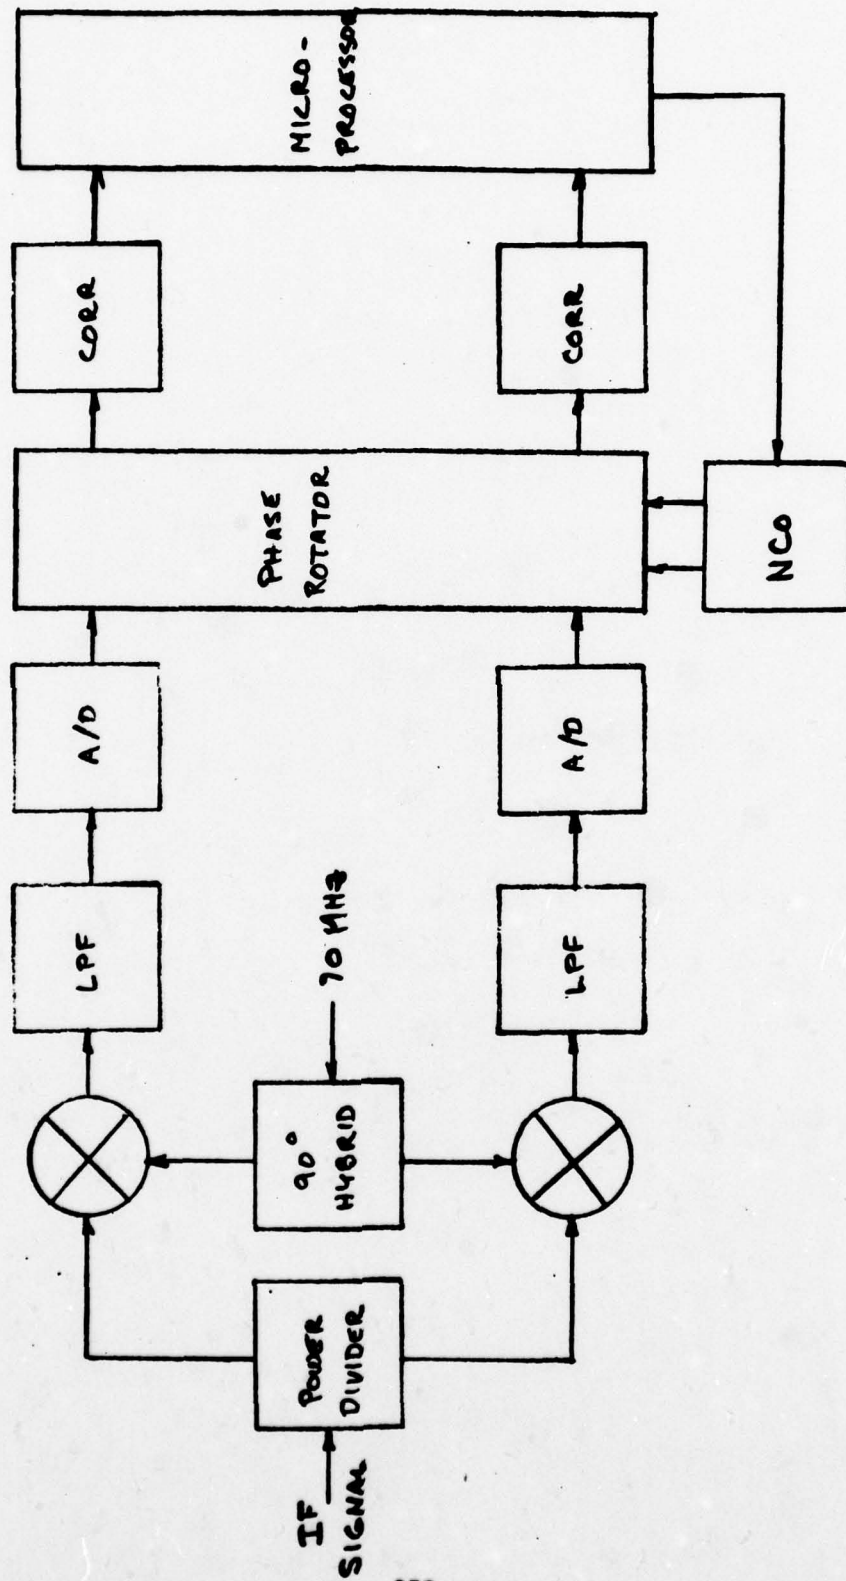 IF
SIGNAL
POWER
DIVIDER
90°
HYBRID
70 MHz
LPF
LPF
A/D
A/D
PHASE
ROTATOR
NCO
CORR
CORR
MICRO-
PROCESSOR